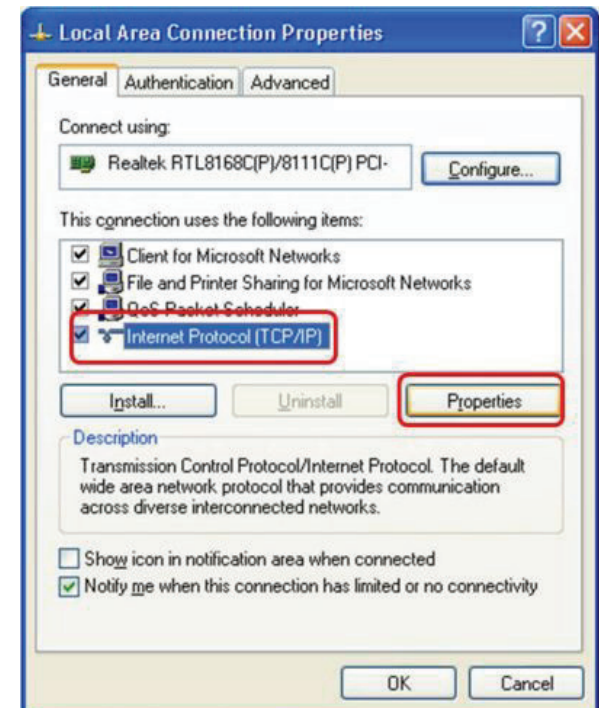 Local Area Connection Properties
General Authentication Advanced
Connect using:
Realtek RTL8168C(P)/8111C(P) PCI-
Configure...
This connection uses the following items:
Client for Microsoft Networks
File and Printer Sharing for Microsoft Networks
QoS Packet Scheduler
Internet Protocol (TCP/IP)
Install... Uninstall Properties
Description
Transmission Control Protocol/Internet Protocol. The default
wide area network protocol that provides communication
across diverse interconnected networks.
Show icon in notification area when connected
Notify me when this connection has limited or no connectivity
OK Cancel